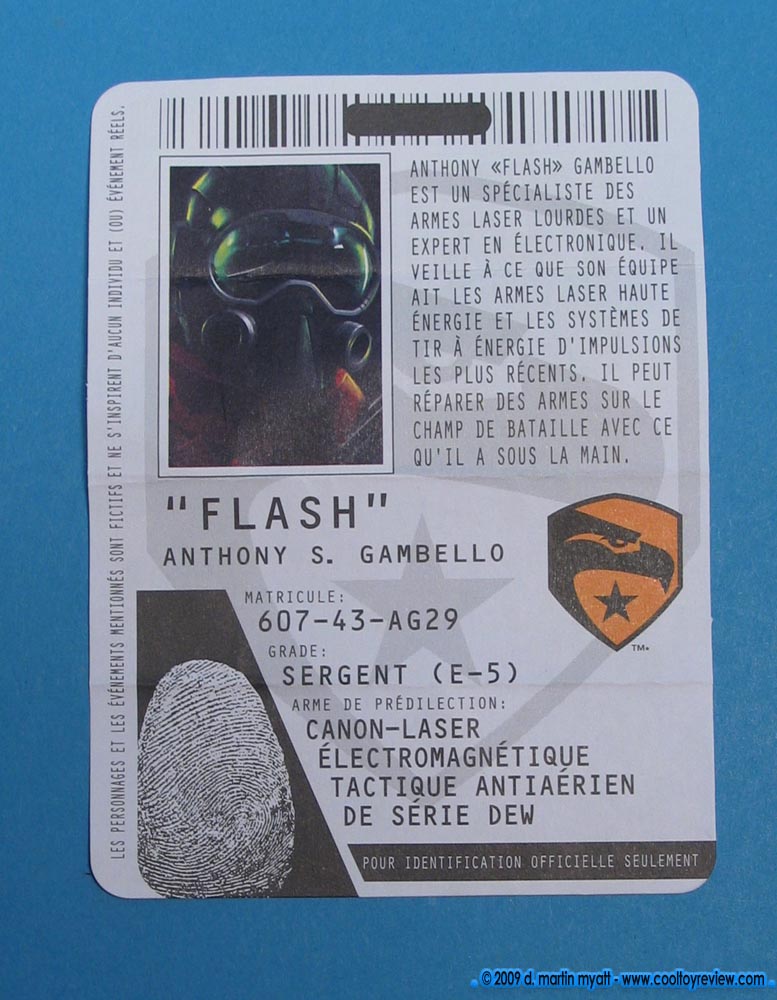 ANTHONY «FLASH» GAMBELLO
EST UN SPÉCIALISTE DES
ARMES LASER LOURDES ET UN
EXPERT EN ÉLECTRONIQUE. IL
VEILLE À CE QUE SON ÉQUIPE
AIT LES ARMES LASER HAUTE
ÉNERGIE ET LES SYSTÈMES DE
TIR À ÉNERGIE D'IMPULSIONS
LES PLUS RÉCENTS. IL PEUT
RÉPARER DES ARMES SUR LE
CHAMP DE BATAILLE AVEC CE
QU'IL A SOUS LA MAIN.
"FLASH"
ANTHONY S. GAMBELLO
MATRICULE:
607-43-AG29
GRADE:
SERGENT (E-5)
ARME DE PRÉDILECTION:
CANON-LASER
ÉLECTROMAGNÉTIQUE
TACTIQUE ANTIAÉRIEN
DE SÉRIE DEW
TM•
POUR IDENTIFICATION OFFICIELLE SEULEMENT
LES PERSONNAGES ET LES ÉVÉNEMENTS MENTIONNÉS SONT FICTIFS ET NE S'INSPIRENT D'AUCUN INDIVIDU ET (OU) ÉVÉNEMENT RÉELS.
© 2009 d. martin myatt - www.cooltoyreview.com